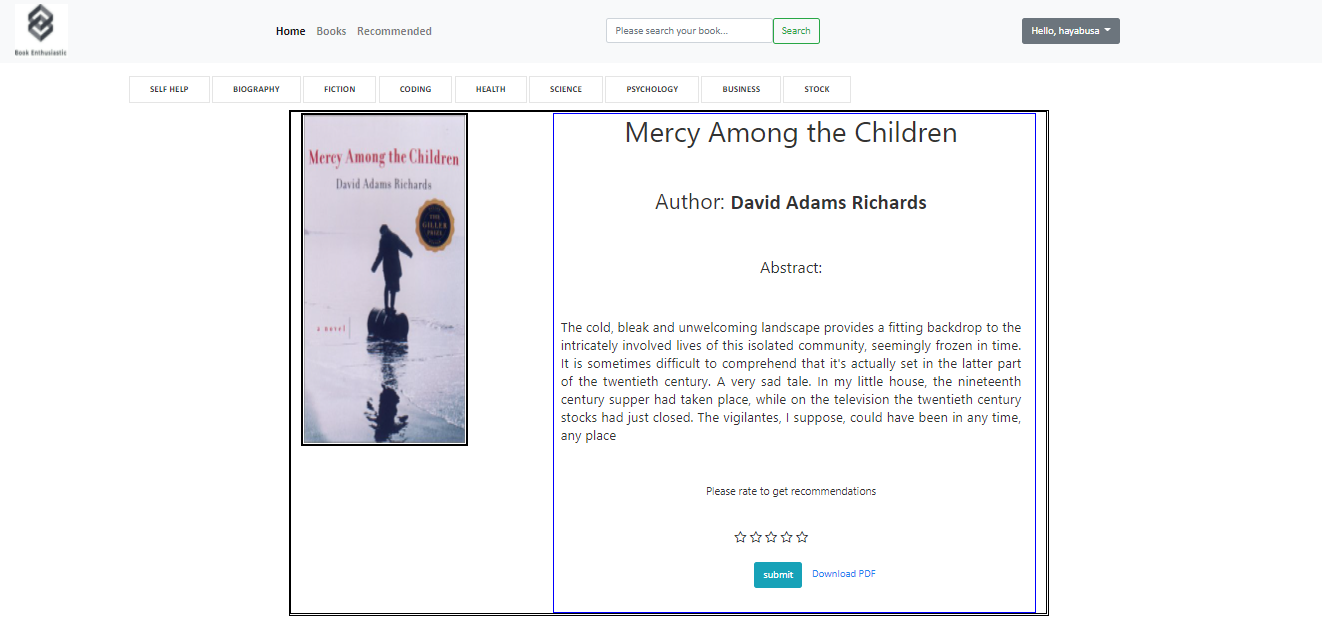 Book Enthusiastic
Home Books Recommended
Please search your book...
Search
Hello, hayabusa
SELF HELP BIOGRAPHY FICTION CODING HEALTH SCIENCE PSYCHOLOGY BUSINESS STOCK
Mercy Among the Children
David Adams Richards
THE
GILLER
PRIZE
a novel
Mercy Among the Children
Author: David Adams Richards
Abstract:
The cold, bleak and unwelcoming landscape provides a fitting backdrop to the
intricately involved lives of this isolated community, seemingly frozen in time.
It is sometimes difficult to comprehend that it's actually set in the latter part
of the twentieth century. A very sad tale. In my little house, the nineteenth
century supper had taken place, while on the television the twentieth century
stocks had just closed. The vigilantes, I suppose, could have been in any time,
any place
Please rate to get recommendations
submit
Download PDF